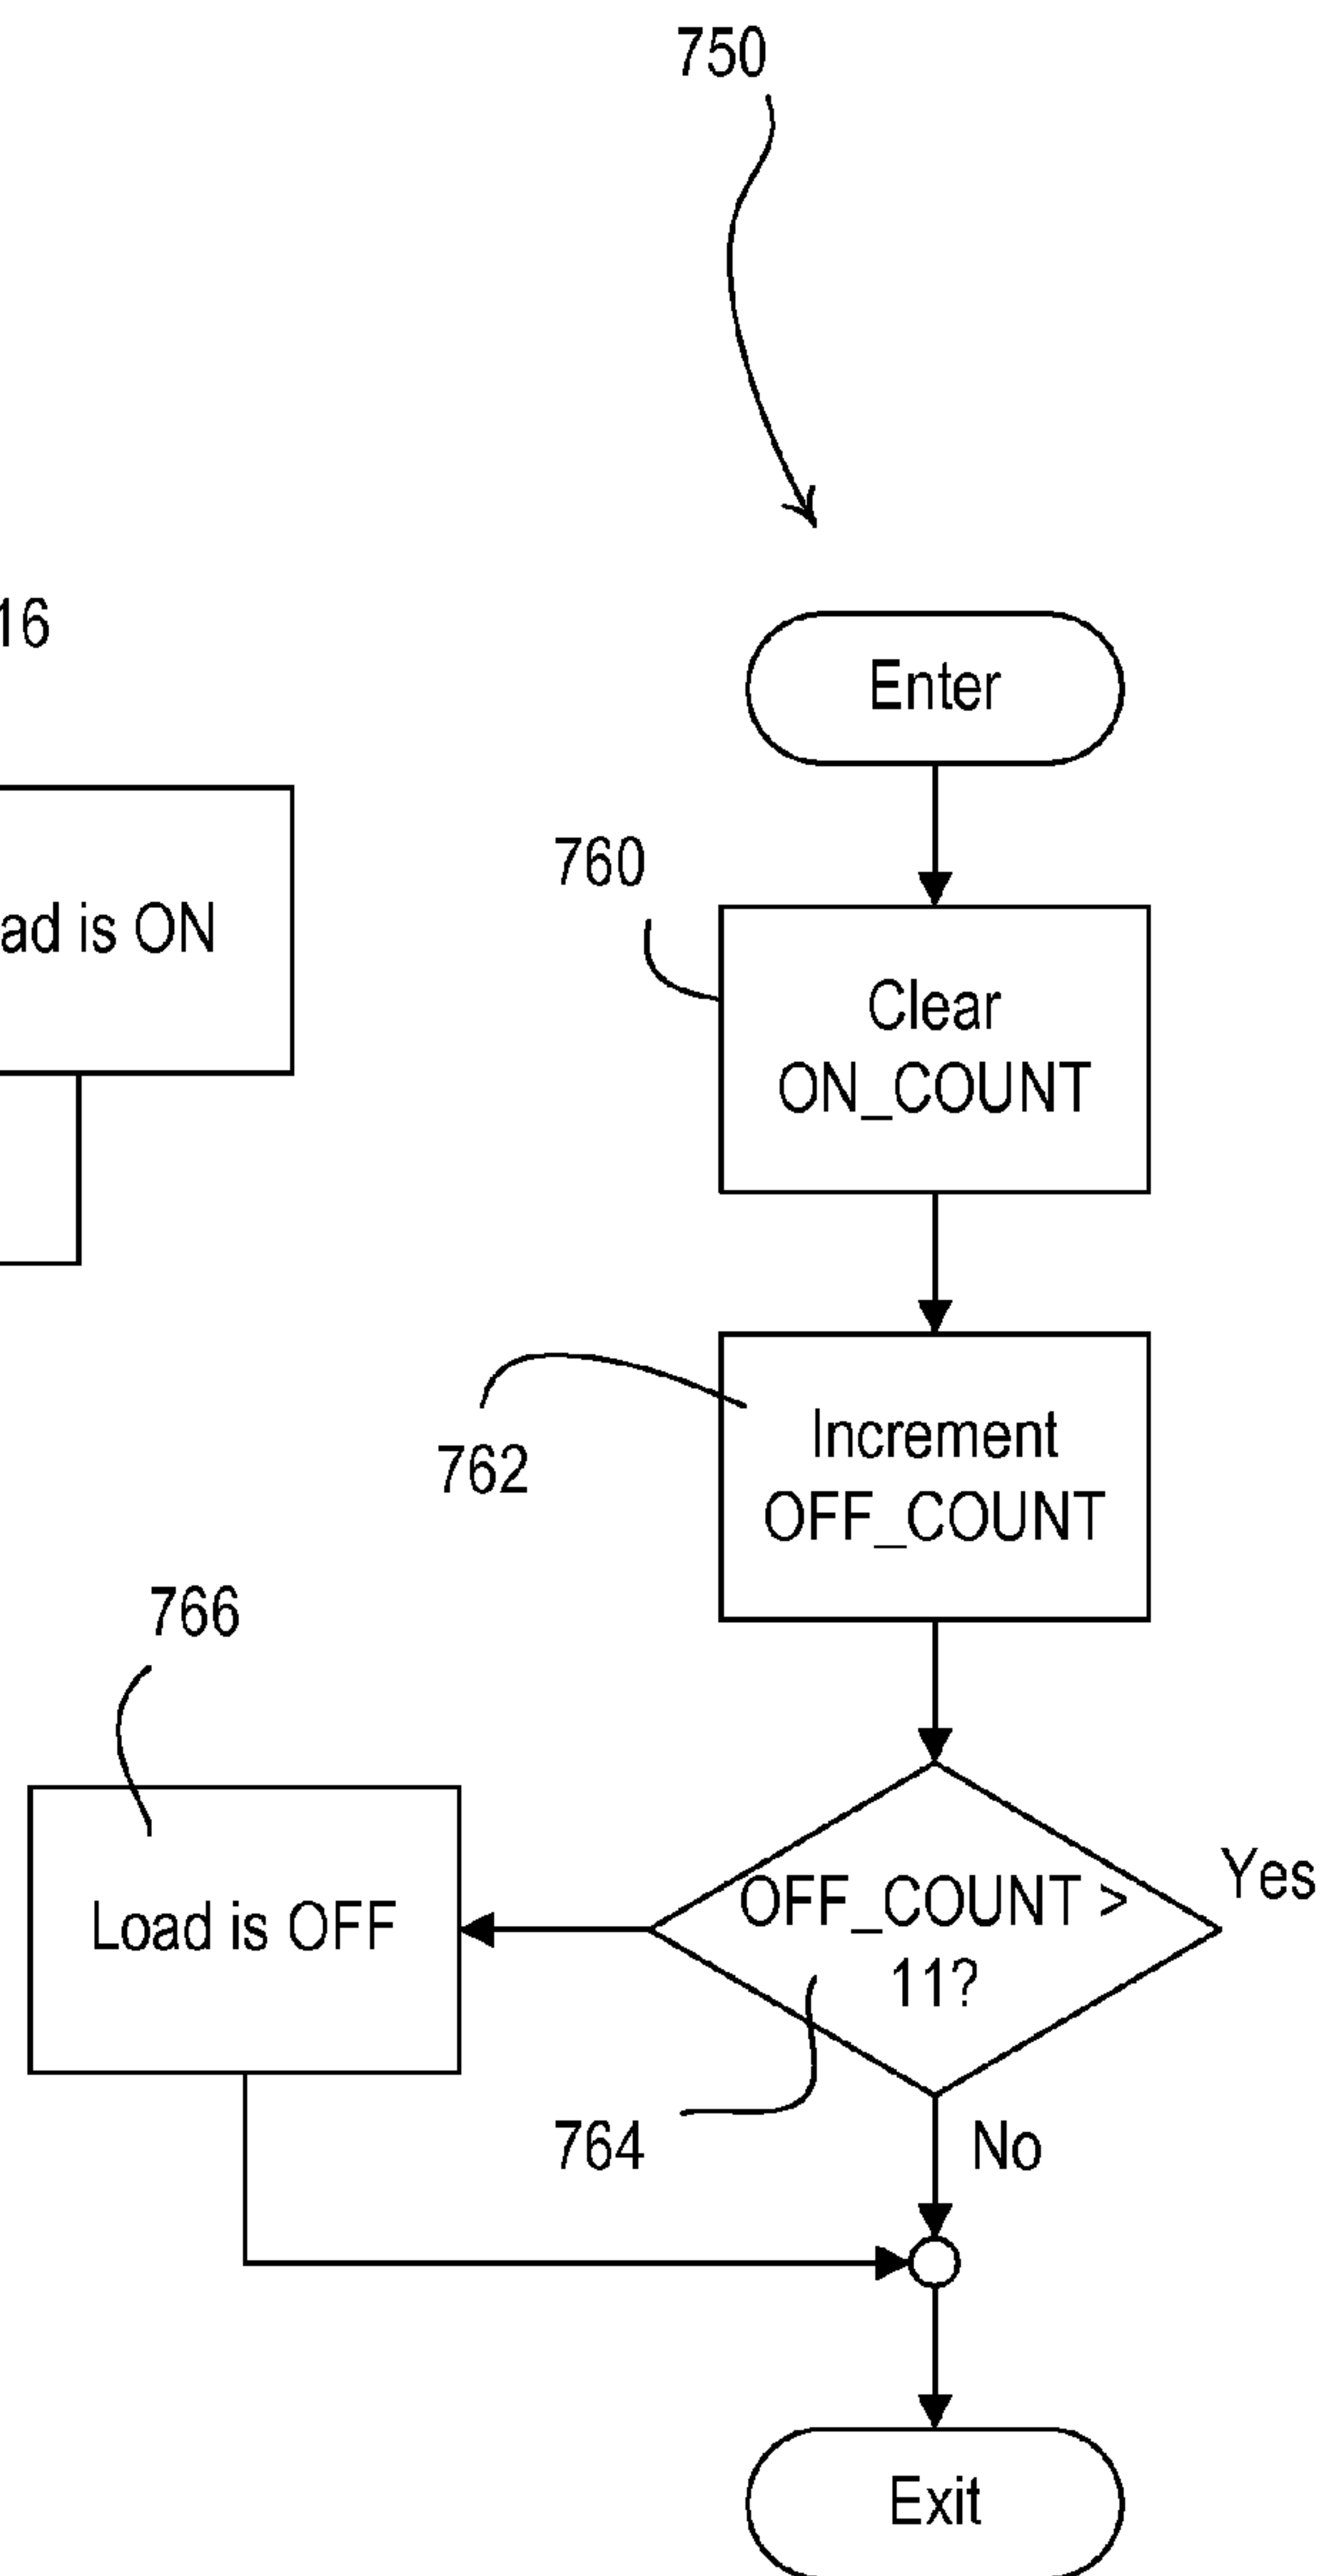 750
16
Enter
760
is ON
Clear
ON_COUNT
762
Increment
OFF_COUNT
766
Load is OFF
OFF_COUNT >
11?
Yes
764
No
Exit